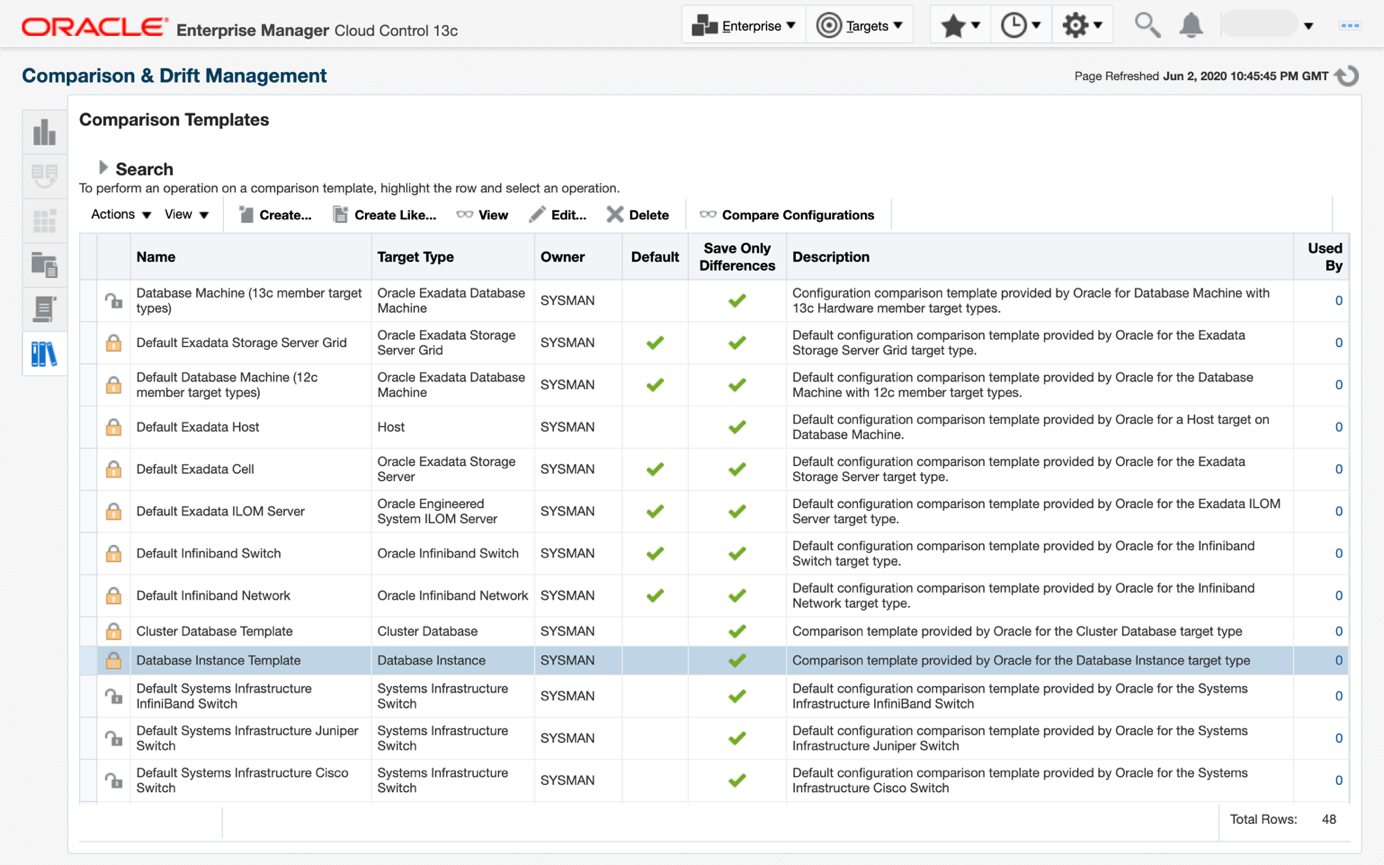 ORACLE Enterprise Manager Cloud Control 13c
Enterprise Targets
Comparison & Drift Management
Page Refreshed Jun 2, 2020 10:45:45 PM GMT
Comparison Templates
Search
To perform an operation on a comparison template, highlight the row and select an operation.
Actions View Create... Create Like... View Edit... Delete Compare Configurations
Name Target Type Owner Default Save Only Differences Description Used By
Database Machine (13c member target types) Oracle Exadata Database Machine SYSMAN Configuration comparison template provided by Oracle for Database Machine with 13c Hardware member target types. 0
Default Exadata Storage Server Grid Oracle Exadata Storage Server Grid SYSMAN Default configuration comparison template provided by Oracle for the Exadata Storage Server Grid target type. 0
Default Database Machine (12c member target types) Oracle Exadata Database Machine SYSMAN Default configuration comparison template provided by Oracle for the Database Machine with 12c member target types. 0
Default Exadata Host Host SYSMAN Default configuration comparison template provided by Oracle for a Host target on Database Machine. 0
Default Exadata Cell Oracle Exadata Storage Server SYSMAN Default configuration comparison template provided by Oracle for the Exadata Storage Server target type. 0
Default Exadata ILOM Server Oracle Engineered System ILOM Server SYSMAN Default configuration comparison template provided by Oracle for the Exadata ILOM Server target type. 0
Default Infiniband Switch Oracle Infiniband Switch SYSMAN Default configuration comparison template provided by Oracle for the Infiniband Switch target type. 0
Default Infiniband Network Oracle Infiniband Network SYSMAN Default configuration comparison template provided by Oracle for the Infiniband Network target type. 0
Cluster Database Template Cluster Database SYSMAN Comparison template provided by Oracle for the Cluster Database target type 0
Database Instance Template Database Instance SYSMAN Comparison template provided by Oracle for the Database Instance target type 0
Default Systems Infrastructure InfiniBand Switch Systems Infrastructure Switch SYSMAN Default configuration comparison template provided by Oracle for the Systems Infrastructure InfiniBand Switch 0
Default Systems Infrastructure Juniper Switch Systems Infrastructure Switch SYSMAN Default configuration comparison template provided by Oracle for the Systems Infrastructure Juniper Switch 0
Default Systems Infrastructure Cisco Switch Systems Infrastructure Switch SYSMAN Default configuration comparison template provided by Oracle for the Systems Infrastructure Cisco Switch 0
Total Rows: 48